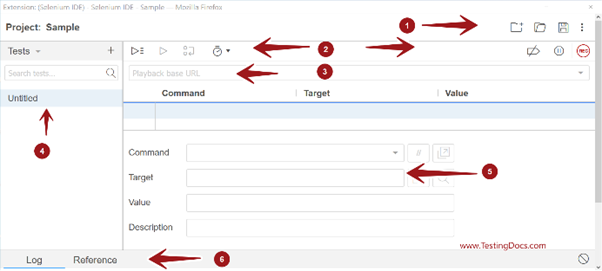 Extension: (Selenium IDE) - Selenium IDE - Sample — Mozilla Firefox
Project: Sample
1
Tests
+
2
REC
Search tests...
Playback base URL
3
Command Target Value
Untitled
4
Command
//
Target
5
Value
Description
www.TestingDocs.com
Log Reference
6